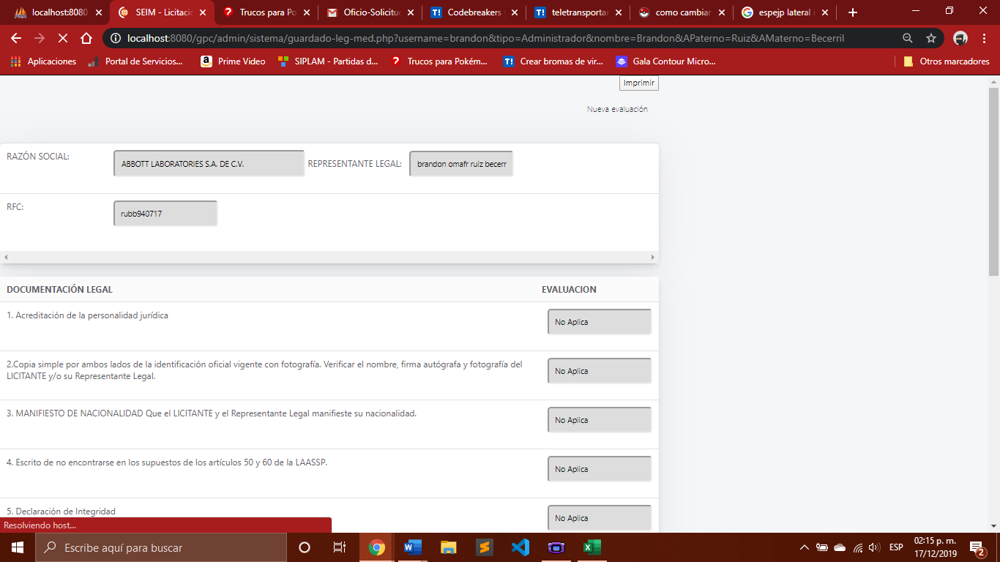 localhost:8080
SEIM - Licitaci
Trucos para Po
Oficio-Solicitud
Codebreakers y
teletransportar
como cambiar
espejp lateral i
localhost:8080/gpc/admin/sistema/guardado-leg-med.php?username=brandon&tipo=Administrador&nombre=Brandon&APaterno=Ruiz&AMaterno=Becerril
Aplicaciones
Portal de Servicios...
Prime Video
SIPLAM - Partidas d...
Trucos para Pokém...
Crear bromas de vir...
Gala Contour Micro...
Otros marcadores
Imprimir
Nueva evaluación
RAZÓN SOCIAL: ABBOTT LABORATORIES S.A. DE C.V. REPRESENTANTE LEGAL: brandon omafr ruiz becerr
RFC: rubb940717
DOCUMENTACIÓN LEGAL EVALUACION
1. Acreditación de la personalidad jurídica No Aplica
2.Copia simple por ambos lados de la identificación oficial vigente con fotografía. Verificar el nombre, firma autógrafa y fotografía del
LICITANTE y/o su Representante Legal.
No Aplica
3. MANIFIESTO DE NACIONALIDAD Que el LICITANTE y el Representante Legal manifieste su nacionalidad. No Aplica
4. Escrito de no encontrarse en los supuestos de los artículos 50 y 60 de la LAASSP. No Aplica
5. Declaración de Integridad No Aplica
Resolviendo host...
Escribe aquí para buscar
ESP
02:15 p. m.
17/12/2019
2